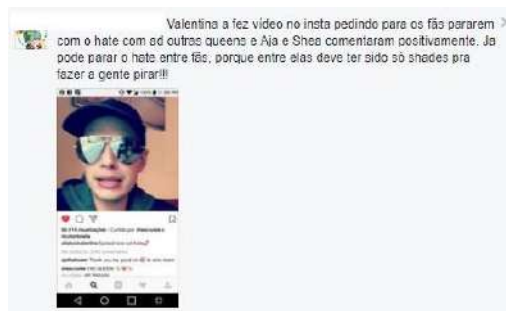 Valentina a fez vídeo no insta pedindo para os fãs pararem
com o hate com ad outras queens e Aja e Shea comentaram positivamente. Ja
pode parar o hate entre fãs, porque entre elas deve ter sido só shades pra
fazer a gente pirar!!!